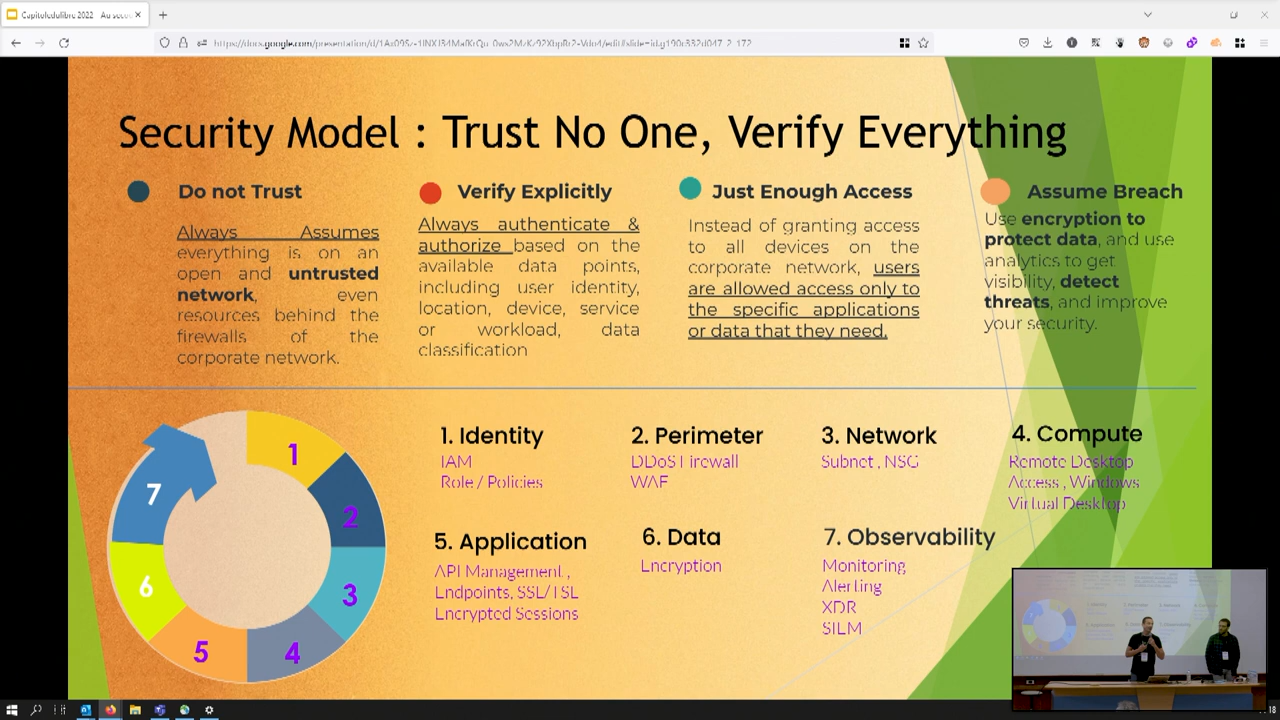 Capitoledulibre 2022
Security Model : Trust No One, Verify Everything
Do not Trust
Always Assumes
everything is on an
open and untrusted
network, even
resources behind the
firewalls of the
corporate network.
Verify Explicitly
Always authenticate &
authorize based on the
available data points,
including user identity,
location, device, service
or workload, data
classification
Just Enough Access
Instead of granting access
to all devices on the
corporate network, users
are allowed access only to
the specific applications
or data that they need.
Assume Breach
Use encryption to
protect data, and use
analytics to get
visibility, detect
threats, and improve
your security.
1
2
3
4
5
6
7
1. Identity
IAM
Role / Policies
2. Perimeter
DDoS Firewall
WAF
3. Network
Subnet , NSG
4. Compute
Remote Desktop
Access , Windows
Virtual Desktop
5. Application
API Management ,
Endpoints, SSL/TSL
Encrypted Sessions
6. Data
Encryption
7. Observability
Monitoring
Alerting
XDR
SIEM